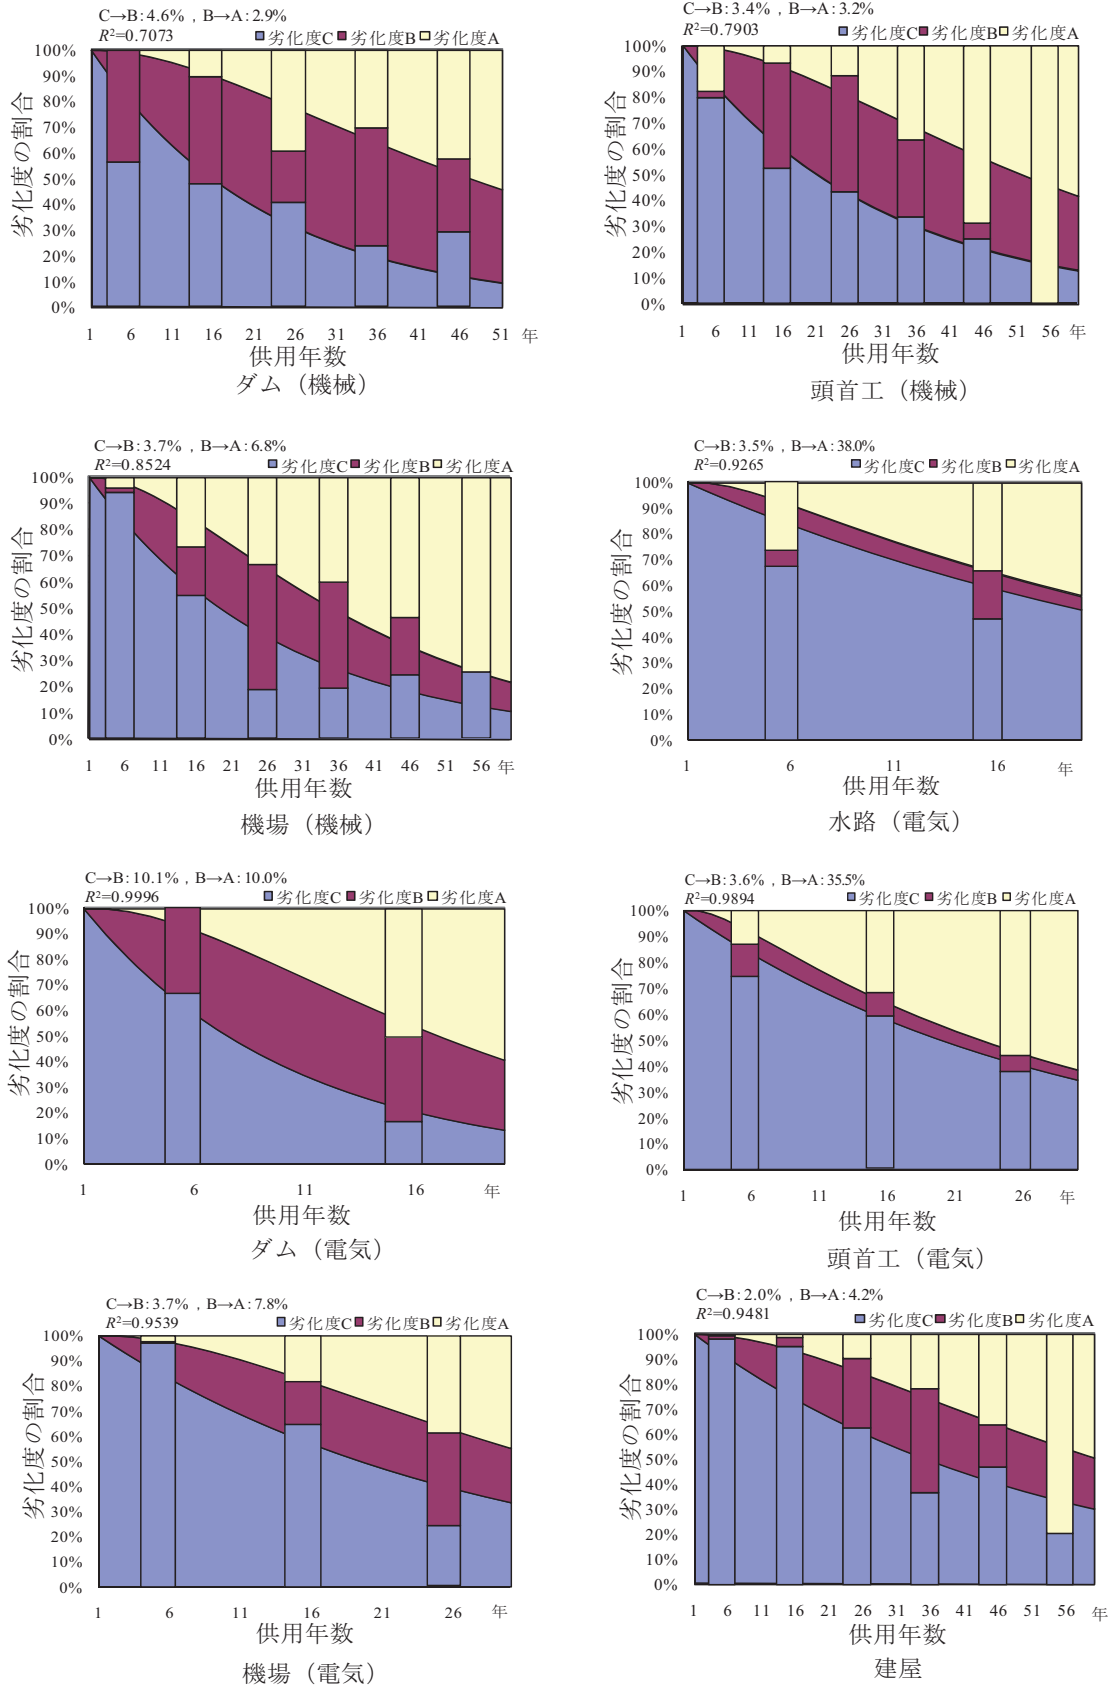 C→B:4.6% , B→A:2.9%
R²=0.7073
劣化度C 劣化度B 劣化度A
100%
90%
80%
70%
60%
50%
40%
30%
20%
10%
0%
劣化度の割合
1 6 11 16 21 26 31 36 41 46 51 年
供用年数
ダム（機械）
C→B:3.4% , B→A:3.2%
R²=0.7903
劣化度C 劣化度B 劣化度A
100%
90%
80%
70%
60%
50%
40%
30%
20%
10%
0%
劣化度の割合
1 6 11 16 21 26 31 36 41 46 51 56 年
供用年数
頭首工（機械）
C→B:3.7% , B→A:6.8%
R²=0.8524
劣化度C 劣化度B 劣化度A
100%
90%
80%
70%
60%
50%
40%
30%
20%
10%
0%
劣化度の割合
1 6 11 16 21 26 31 36 41 46 51 56 年
供用年数
機場（機械）
C→B:3.5% , B→A:38.0%
R²=0.9265
劣化度C 劣化度B 劣化度A
100%
90%
80%
70%
60%
50%
40%
30%
20%
10%
0%
劣化度の割合
1 6 11 16 年
供用年数
水路（電気）
C→B:10.1% , B→A:10.0%
R²=0.9996
劣化度C 劣化度B 劣化度A
100%
90%
80%
70%
60%
50%
40%
30%
20%
10%
0%
劣化度の割合
1 6 11 16 年
供用年数
ダム（電気）
C→B:3.6% , B→A:35.5%
R²=0.9894
劣化度C 劣化度B 劣化度A
100%
90%
80%
70%
60%
50%
40%
30%
20%
10%
0%
劣化度の割合
1 6 11 16 21 26 年
供用年数
頭首工（電気）
C→B:3.7% , B→A:7.8%
R²=0.9539
劣化度C 劣化度B 劣化度A
100%
90%
80%
70%
60%
50%
40%
30%
20%
10%
0%
劣化度の割合
1 6 11 16 21 26 年
供用年数
機場（電気）
C→B:2.0% , B→A:4.2%
R²=0.9481
劣化度C 劣化度B 劣化度A
100%
90%
80%
70%
60%
50%
40%
30%
20%
10%
0%
劣化度の割合
1 6 11 16 21 26 31 36 41 46 51 56 年
供用年数
建屋